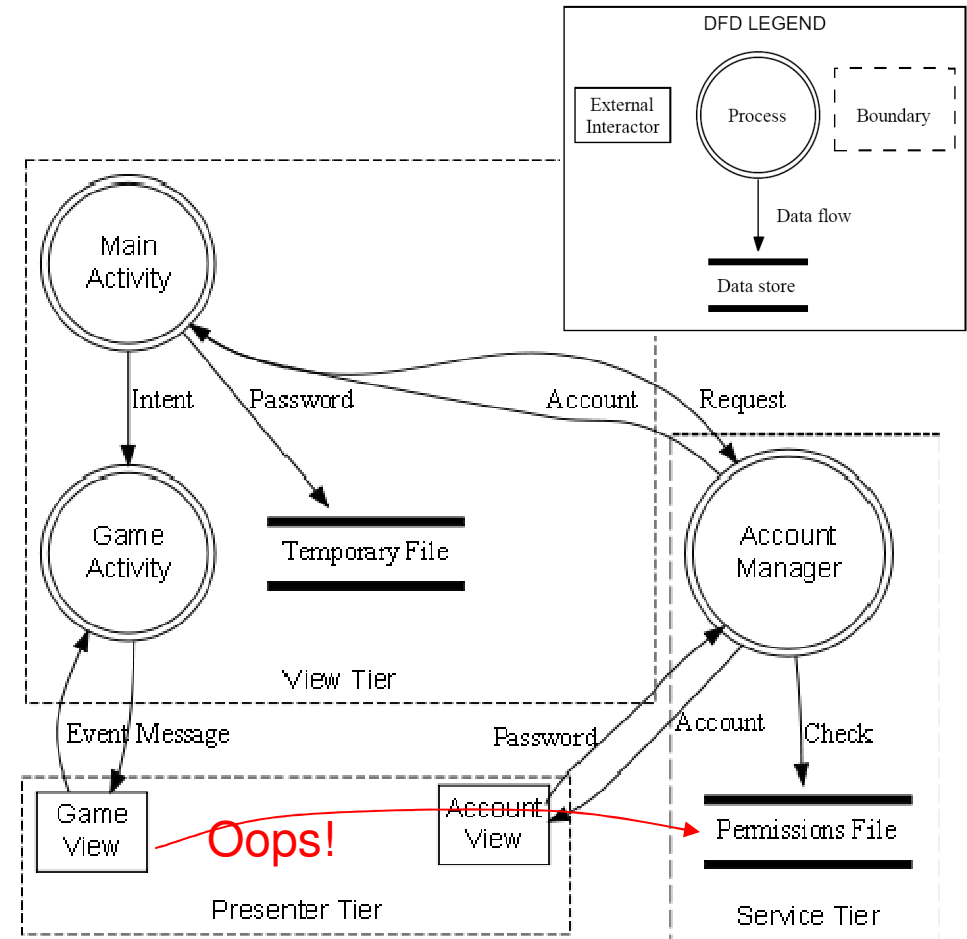 DFD LEGEND
External
Interactor
Process
Boundary
Data flow
Data store
Main
Activity
Intent
Password
Account
Request
Game
Activity
Temporary File
Account
Manager
View Tier
Event Message
Password
Account
Check
Game
View
Oops!
Account
View
Permissions File
Presenter Tier
Service Tier